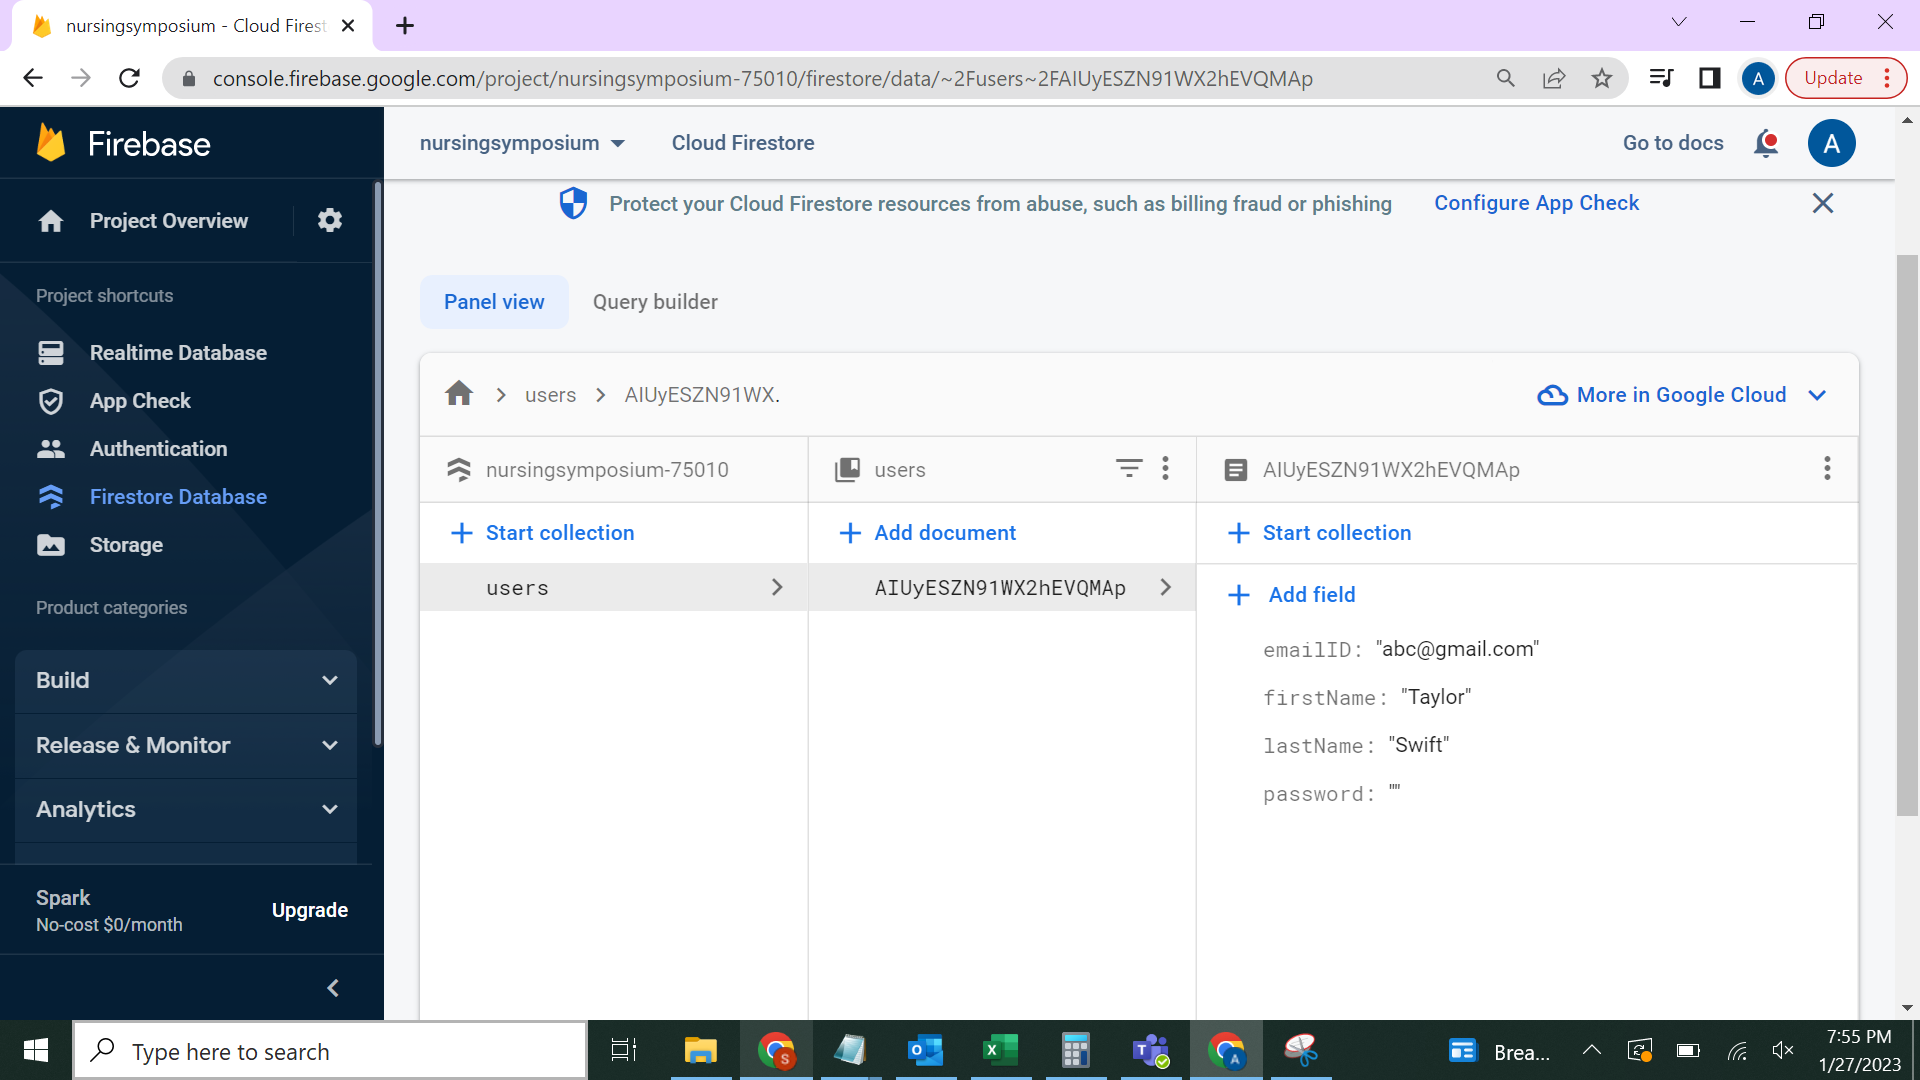 nursingsymposium - Cloud Firest
console.firebase.google.com/project/nursingsymposium-75010/firestore/data/~2Fusers~2FAIUyESZN91WX2hEVQMAp
A
Update
Firebase
nursingsymposium
Cloud Firestore
Go to docs
A
Project Overview
Protect your Cloud Firestore resources from abuse, such as billing fraud or phishing
Configure App Check
Project shortcuts
Realtime Database
App Check
Authentication
Firestore Database
Storage
Product categories
Build
Release & Monitor
Analytics
Spark
No-cost $0/month
Upgrade
Panel view
Query builder
users
AIUyESZN91WX.
More in Google Cloud
nursingsymposium-75010
Start collection
users
users
Add document
AIUyESZN91WX2hEVQMAp
AIUyESZN91WX2hEVQMAp
Start collection
Add field
emailID: "abc@gmail.com"
firstName: "Taylor"
lastName: "Swift"
password: ""
Type here to search
S
A
Brea...
7:55 PM
1/27/2023